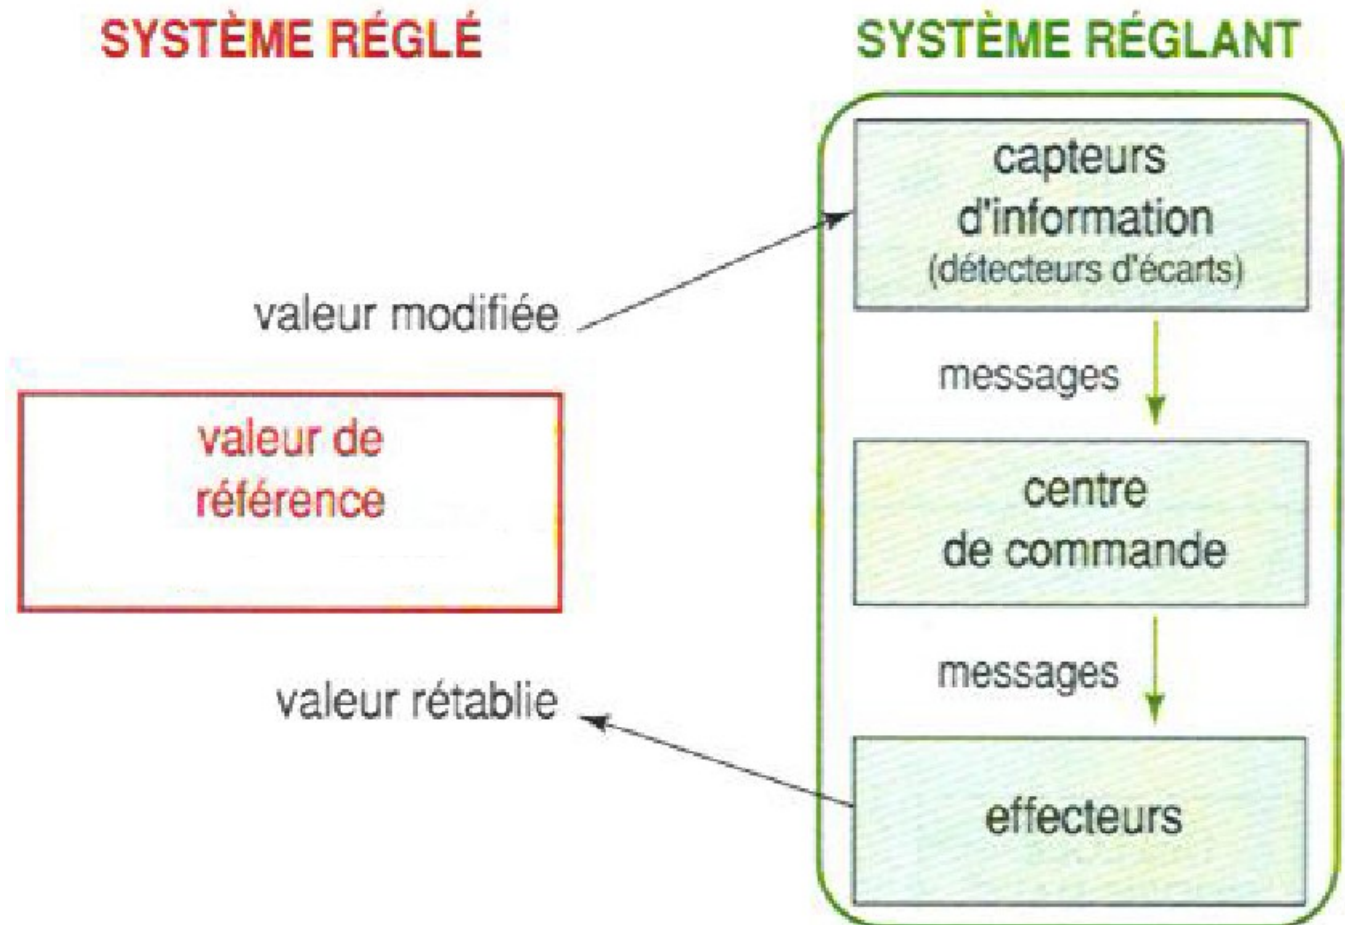 SYSTÈME RÉGLÉ
SYSTÈME RÉGLANT
capteurs
d'information
(détecteurs d'écarts)
valeur modifiée
messages
valeur de
référence
centre
de commande
messages
valeur rétablie
effecteurs